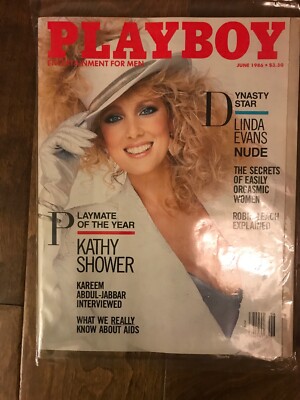 PLAYBOY
ENTERTAINMENT FOR MEN
JUNE 1986 • $3.50
DYNASTY
STAR
LINDA
EVANS
NUDE
THE SECRETS
OF EASILY
ORGASMIC
WOMEN
ROBIN LEACH
EXPLAINED
PLAYMATE
OF THE YEAR
KATHY
SHOWER
KAREEM
ABDUL-JABBAR
INTERVIEWED
WHAT WE REALLY
KNOW ABOUT AIDS